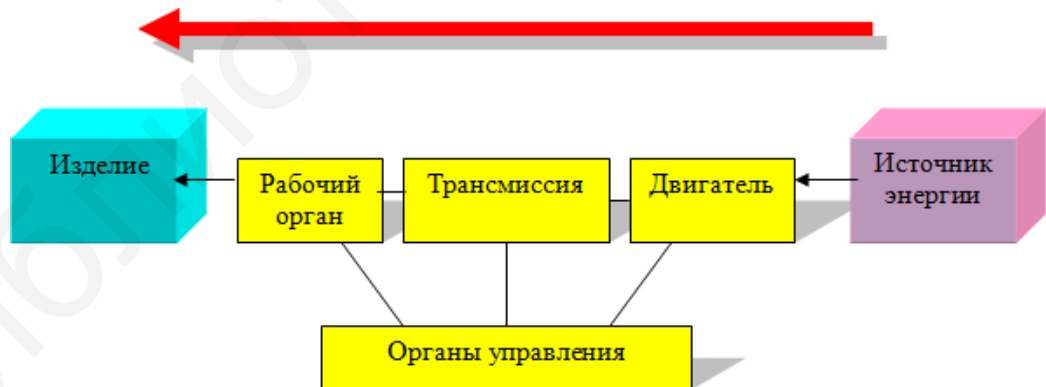 Изделие
Рабочий
орган
Трансмиссия
Двигатель
Источник
энергии
Органы управления